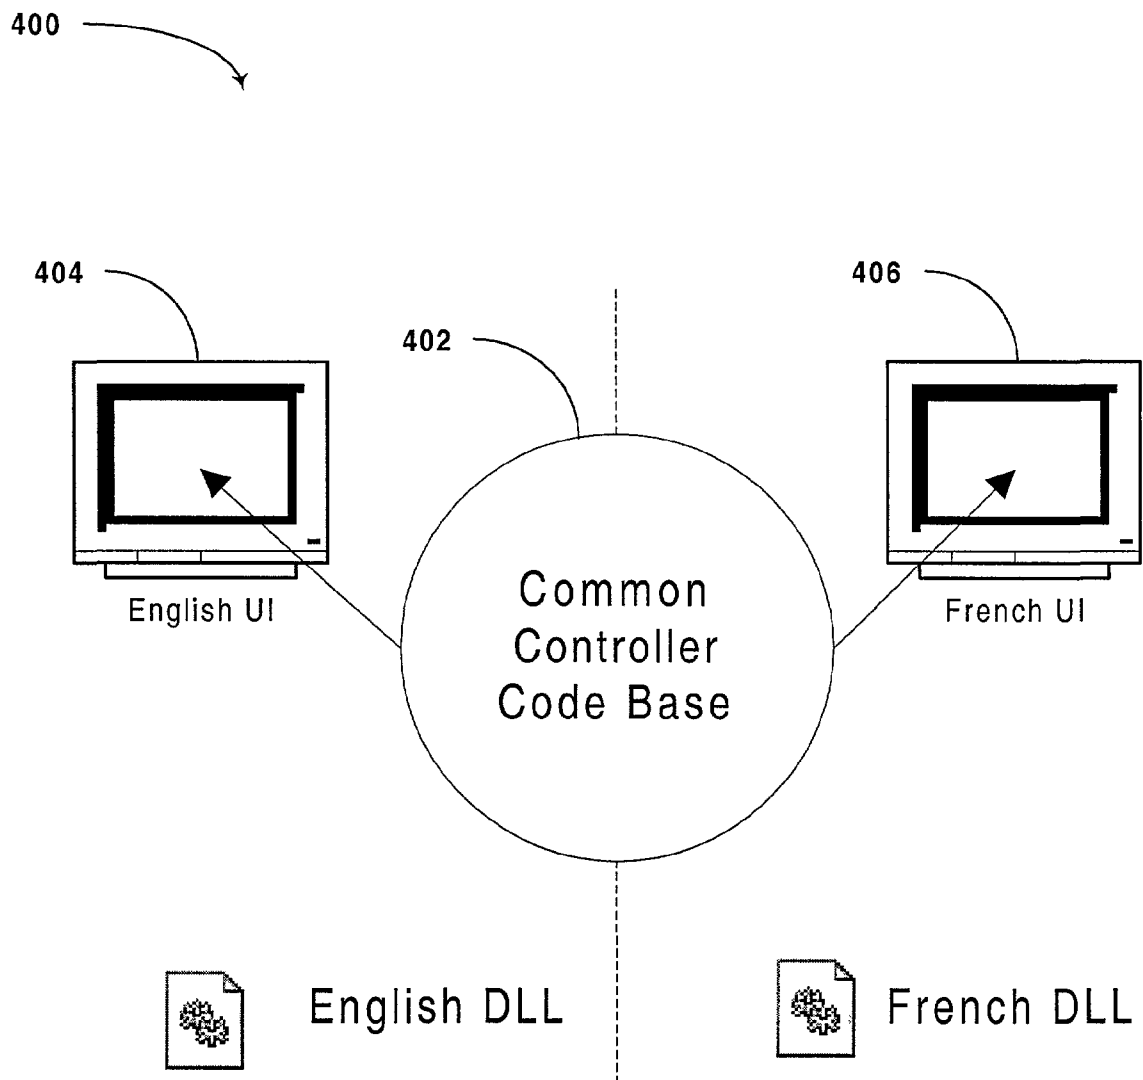 400
404
406
402
English UI
French UI
Common
Controller
Code Base
English DLL
French DLL